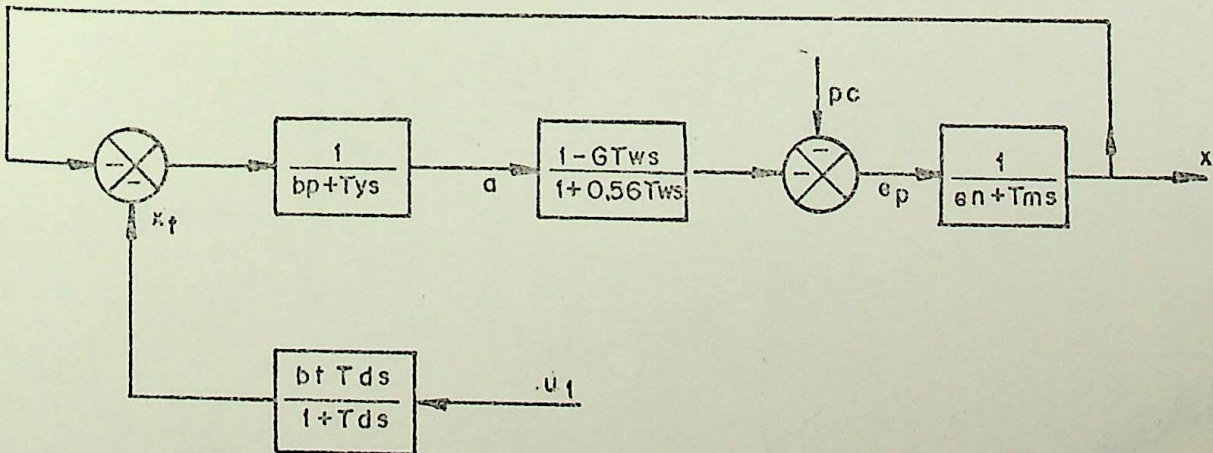 pc
1
bp+Tys
a
1-GTws
1+0,56Tws
ep
1
en+Tms
x
xf
bt Tds
1+Tds
u1